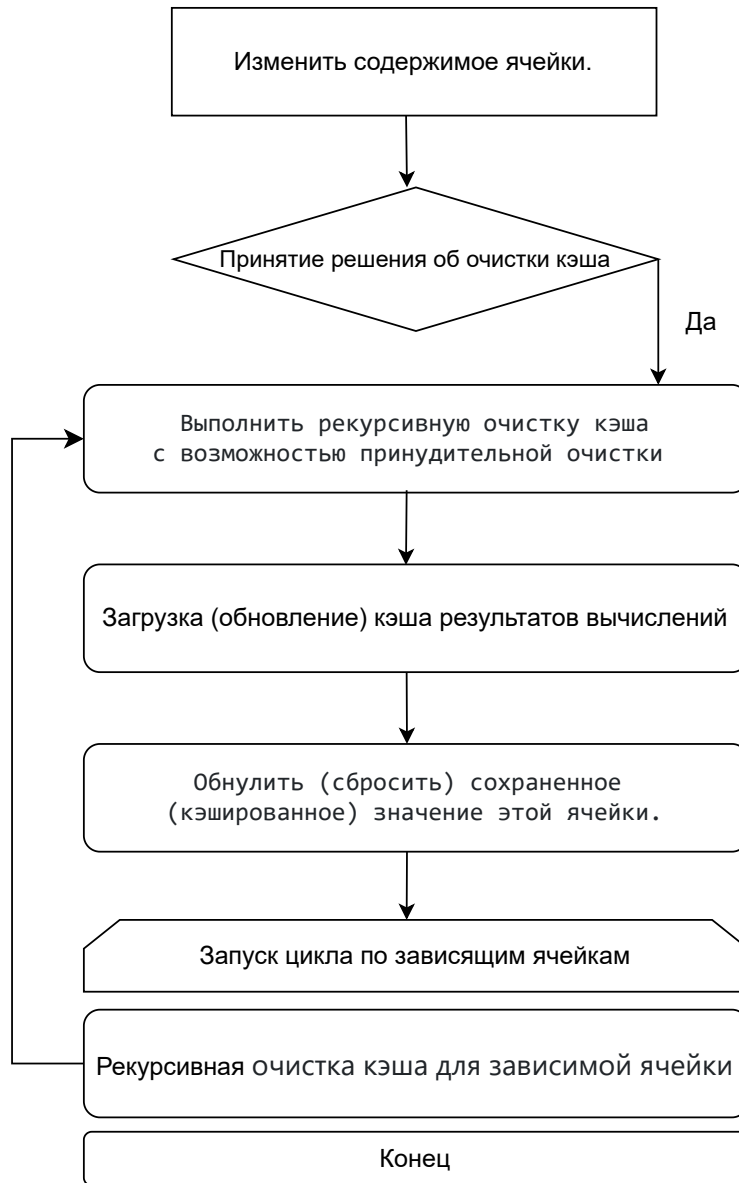 Изменить содержимое ячейки.
Принятие решения об очистки кэша
Да
Выполнить рекурсивную очистку кэша
с возможностью принудительной очистки
Загрузка (обновление) кэша результатов вычислений
Обнулить (сбросить) сохраненное
(кэшированное) значение этой ячейки.
Запуск цикла по зависящим ячейкам
Рекурсивная очистка кэша для зависимой ячейки
Конец